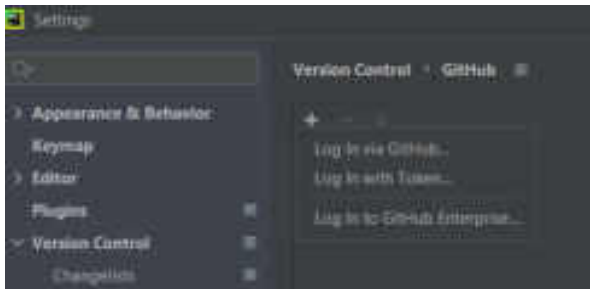 Settings
Version Control › GitHub
Appearance & Behavior
Keymap
Editor
Plugins
Version Control
Changelists
Log In via GitHub...
Log In with Token...
Log In to GitHub Enterprise...